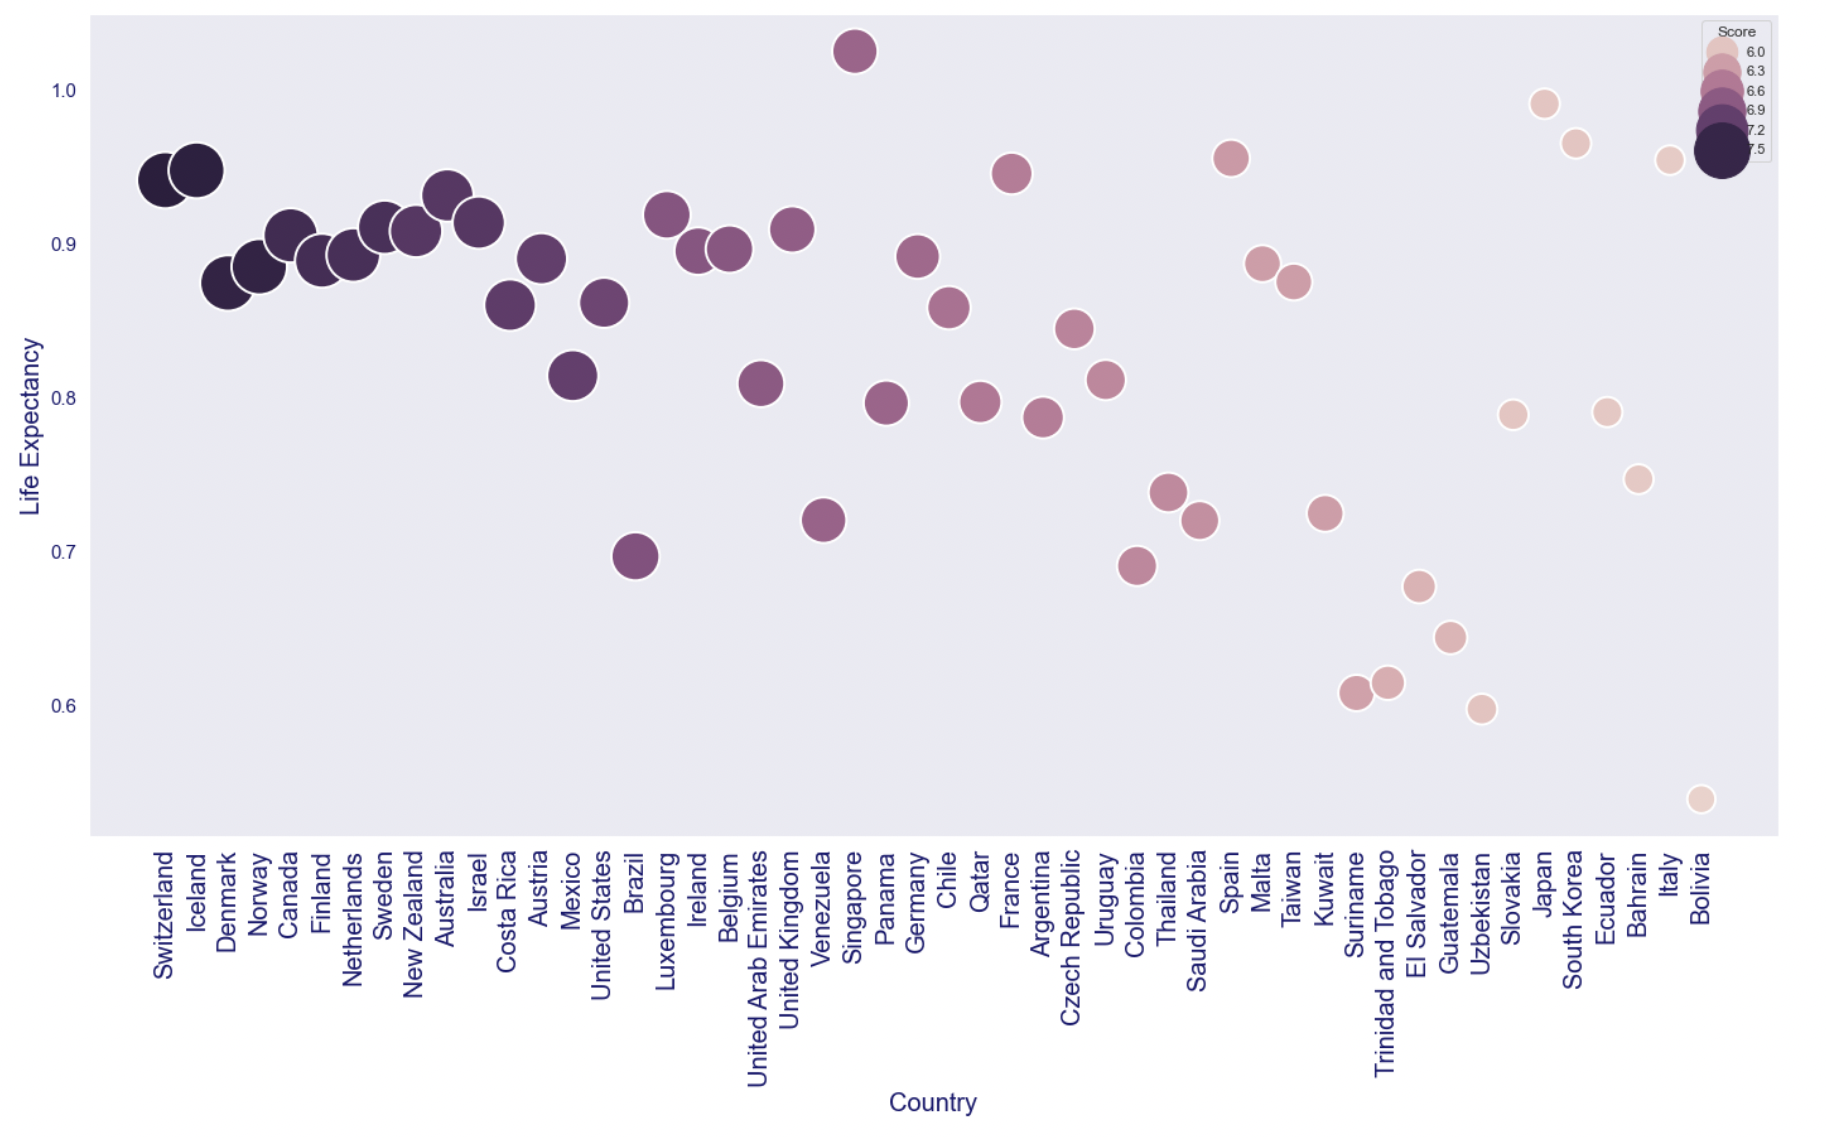 Score
6.0
6.3
6.6
6.9
7.2
7.5
1.0
0.9
0.8
0.7
0.6
Life Expectancy
Switzerland
Iceland
Denmark
Norway
Canada
Finland
Netherlands
Sweden
New Zealand
Australia
Israel
Costa Rica
Austria
Mexico
United States
Brazil
Luxembourg
Ireland
Belgium
United Arab Emirates
United Kingdom
Venezuela
Singapore
Panama
Germany
Chile
Qatar
France
Argentina
Czech Republic
Uruguay
Colombia
Thailand
Saudi Arabia
Spain
Malta
Taiwan
Kuwait
Suriname
Trinidad and Tobago
El Salvador
Guatemala
Uzbekistan
Slovakia
Japan
South Korea
Ecuador
Bahrain
Italy
Bolivia
Country